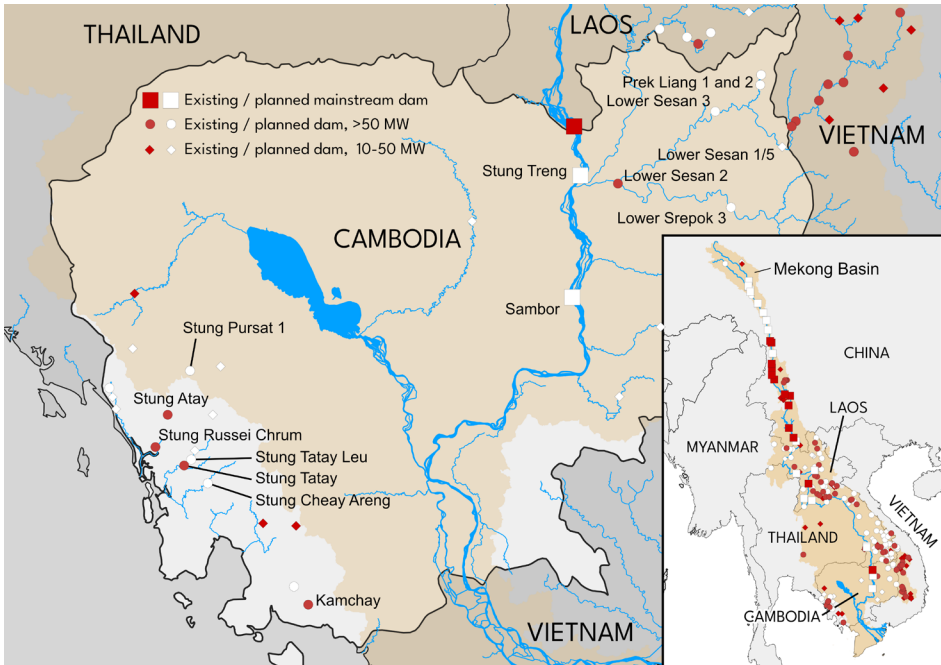 THAILAND
LAOS
Existing / planned mainstream dam
Existing / planned dam, >50 MW
Existing / planned dam, 10-50 MW
Prek Liang 1 and 2
Lower Sesan 3
VIETNAM
Lower Sesan 1/5
Stung Treng
Lower Sesan 2
Lower Srepok 3
CAMBODIA
Sambor
Stung Pursat 1
Stung Atay
Stung Russei Chrum
Stung Tatay Leu
Stung Tatay
Stung Cheay Areng
Kamchay
VIETNAM
Mekong Basin
CHINA
LAOS
MYANMAR
VIETNAM
THAILAND
CAMBODIA